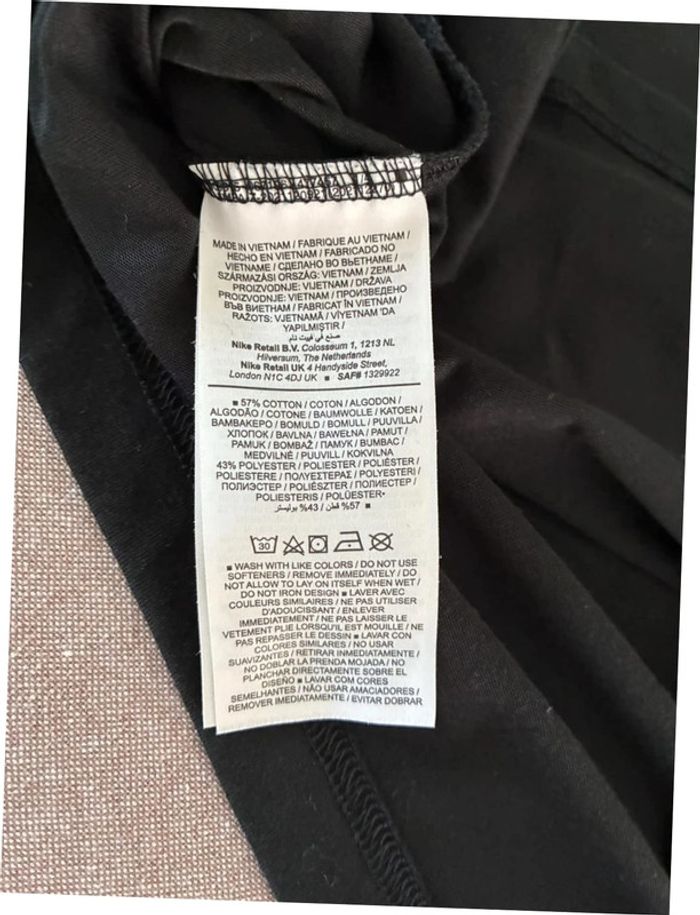 MADE IN VIETNAM / FABRIQUE AU VIETNAM /
HECHO EN VIETNAM / FABRICADO NO
VIETNAME / СДЕЛАНО ВО ВЬЕТНАМЕ /
SZÁRMAZÁSI ORSZÁG: VIETNAM / ZEMLJA
PROIZVODNJE: VIJETNAM / DRŽAVA
PROIZVODNJE: VIETNAM / ПРОИЗВЕДЕНО
ВЪВ ВИЕТНАМ / FABRICAT ÎN VIETNAM /
RAŽOTS: VJETNAMĀ / VİYETNAM 'DA
YAPILMIŞTIR /
صنع في فييت نام
Nike Retail B.V. Colosseum 1, 1213 NL
Hilversum, The Netherlands
Nike Retail UK 4 Handyside Street,
London N1C 4DJ UK ■ SAF# 1329922
■ 57% COTTON / COTON / ALGODON /
ALGODÃO / COTONE / BAUMWOLLE / KATOEN /
ΒΑΜΒΑΚΕΡΟ / BOMULD / BOMULL / PUUVILLA /
ХЛОПОК / BAVLNA / BAWEŁNA / PAMUT /
PAMUK / BOMBAŽ / ПАМУК / BUMBAC /
MEDVILNĖ / PUUVILL / KOKVILNA
43% POLYESTER / POLIESTER / POLIÉSTER /
POLIESTERE / ΠΟΛΥΕΣΤΕΡΑΣ / POLYESTERI /
ПОЛИЭСТЕР / POLIÉSZTER / ПОЛИЕСТЕР /
POLIESTERIS / POLÜESTER•
■ 57% قطن / 43% بوليستر
30
■ WASH WITH LIKE COLORS / DO NOT USE
SOFTENERS / REMOVE IMMEDIATELY / DO
NOT ALLOW TO LAY ON ITSELF WHEN WET /
DO NOT IRON DESIGN ■ LAVER AVEC
COULEURS SIMILAIRES / NE PAS UTILISER
D'ADOUCISSANT / ENLEVER
IMMEDIATEMENT / NE PAS LAISSER LE
VETEMENT PLIE LORSQU'IL EST MOUILLE / NE
PAS REPASSER LE DESSIN ■ LAVAR CON
COLORES SIMILARES / NO USAR
SUAVIZANTES / RETIRAR INMEDIATAMENTE /
NO DOBLAR LA PRENDA MOJADA / NO
PLANCHAR DIRECTAMENTE SOBRE EL
DISEÑO ■ LAVAR COM CORES
SEMELHANTES / NÃO USAR AMACIADORES /
REMOVER IMEDIATAMENTE / EVITAR DOBRAR